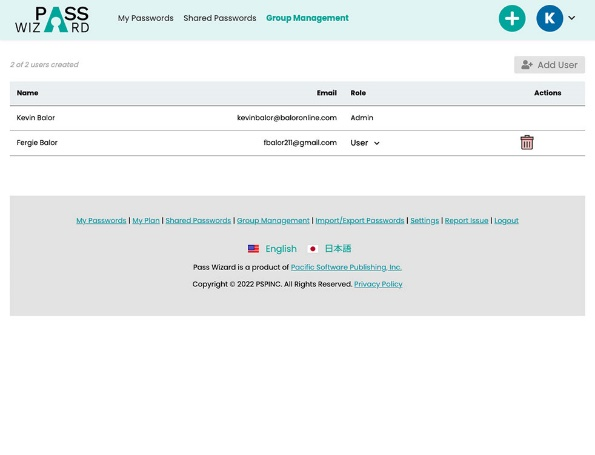 PASS
WIZARD
My Passwords Shared Passwords Group Management
K
2 of 2 users created
Add User
Name Email Role Actions
Kevin Balor kevinbalor@baloronline.com Admin
Fergie Balor fbalor211@gmail.com User
My Passwords | My Plan | Shared Passwords | Group Management | Import/Export Passwords | Settings | Report Issue | Logout
English 日本語
Pass Wizard is a product of Pacific Software Publishing, Inc.
Copyright © 2022 PSPINC. All Rights Reserved. Privacy Policy